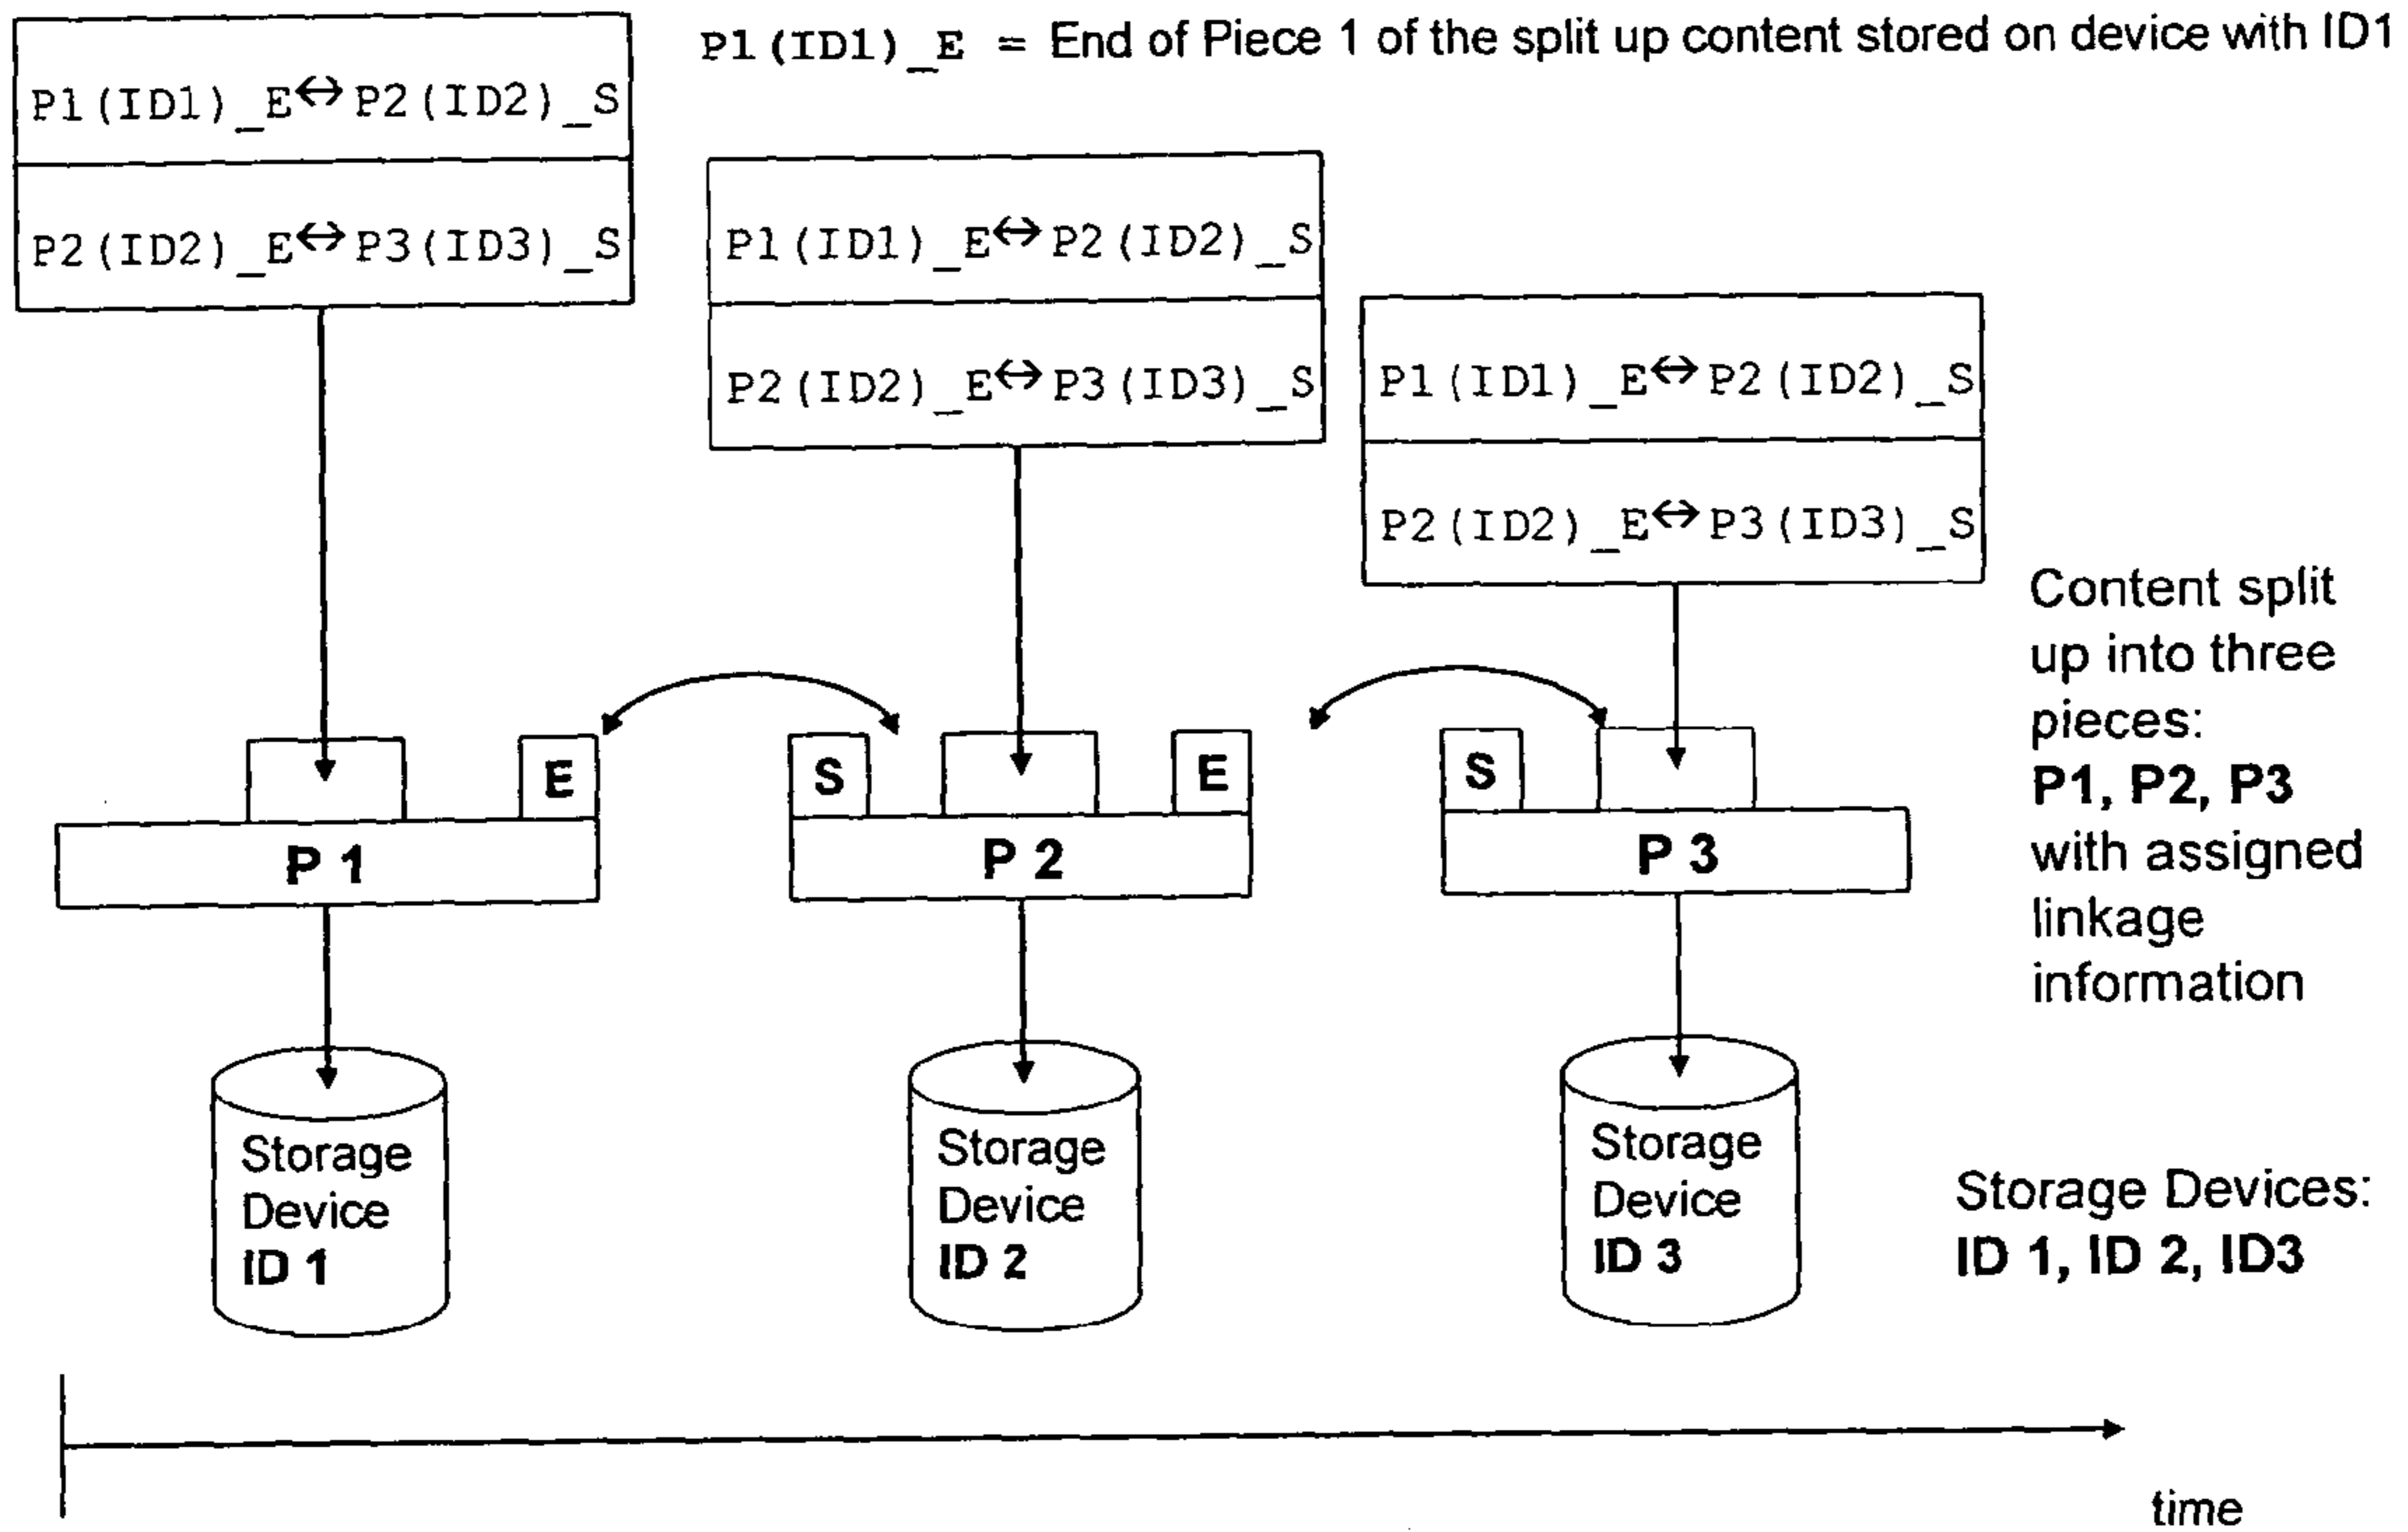 P1(ID1)_E = End of Piece 1 of the split up content stored on device with ID1
P1(ID1)_E↔P2(ID2)_S
P2(ID2)_E↔P3(ID3)_S
P1(ID1)_E↔P2(ID2)_S
P2(ID2)_E↔P3(ID3)_S
P1(ID1)_E↔P2(ID2)_S
P2(ID2)_E↔P3(ID3)_S
Content split
up into three
pieces:
P1, P2, P3
with assigned
linkage
information
E
S
E
S
P 1
P 2
P 3
Storage
Device
ID 1
Storage
Device
ID 2
Storage
Device
ID 3
Storage Devices:
ID 1, ID 2, ID3
time